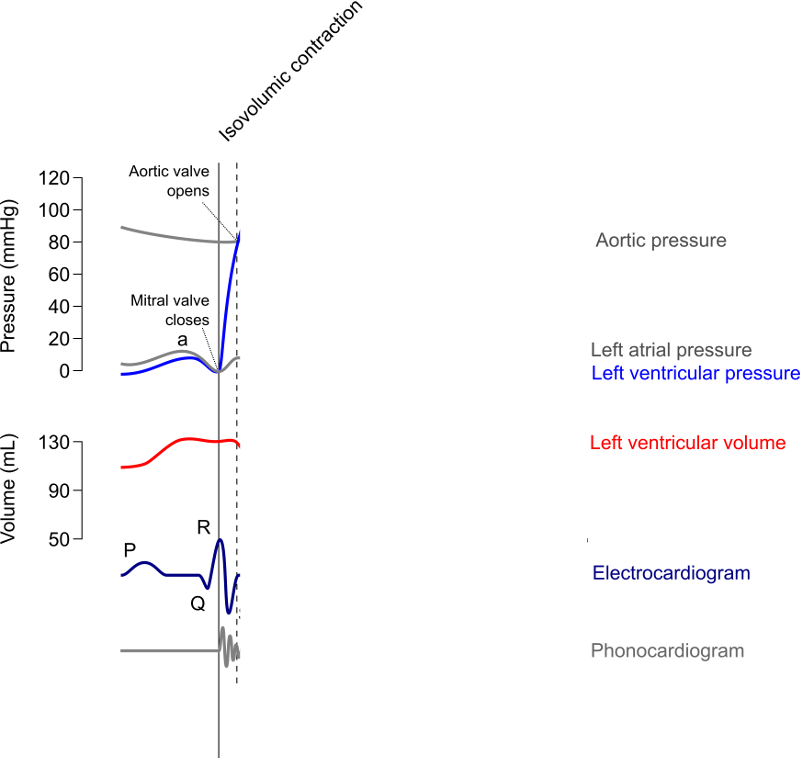 Isovolumic contraction
Aortic valve
opens
120
100
80
60
40
20
0
Pressure (mmHg)
Aortic pressure
Mitral valve
closes
a
Left atrial pressure
Left ventricular pressure
130
90
50
Volume (mL)
Left ventricular volume
R
P
Q
Electrocardiogram
Phonocardiogram